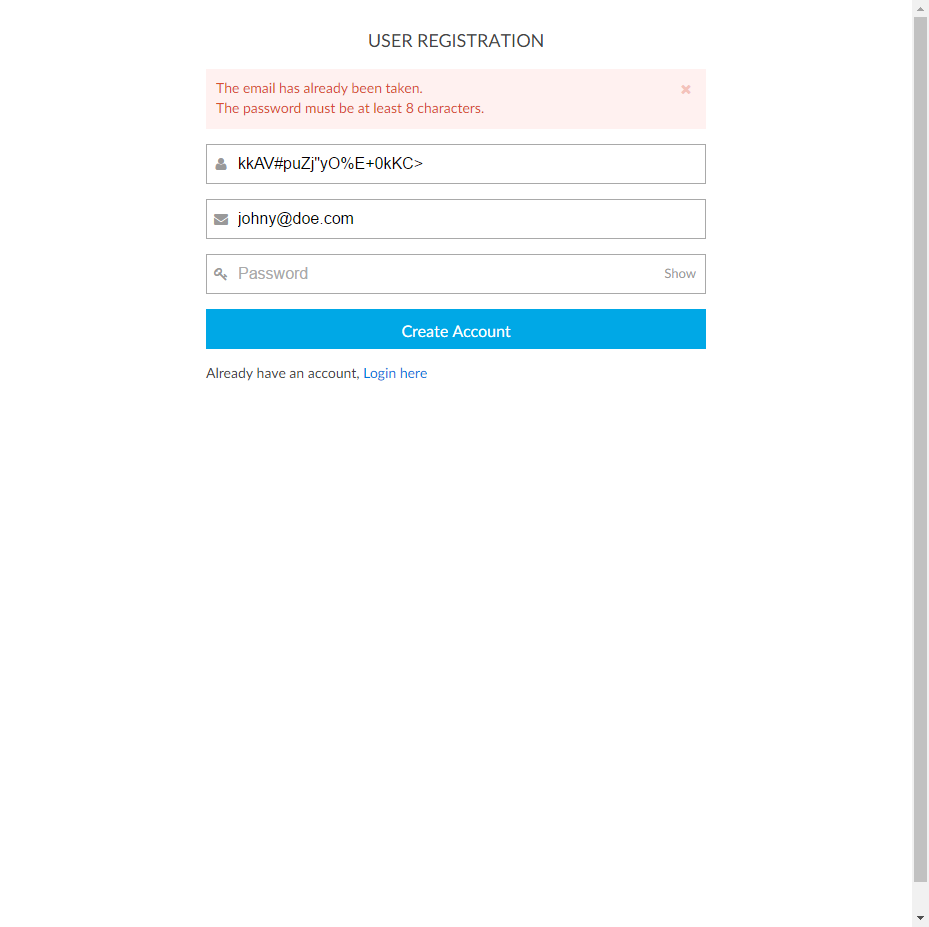 USER REGISTRATION
The email has already been taken.
The password must be at least 8 characters.
kkAV#puZj"yO%E+0kKC>
johny@doe.com
Password Show
Create Account
Already have an account, Login here